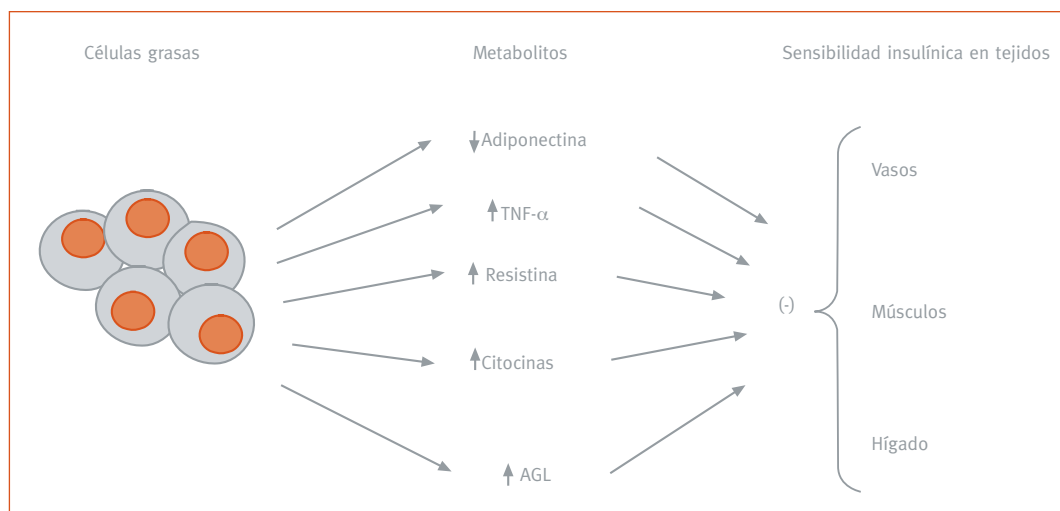 Células grasas
Metabolitos
Sensibilidad insulínica en tejidos
Adiponectina
TNF-α
Resistina
Citocinas
AGL
(-)
Vasos
Músculos
Hígado